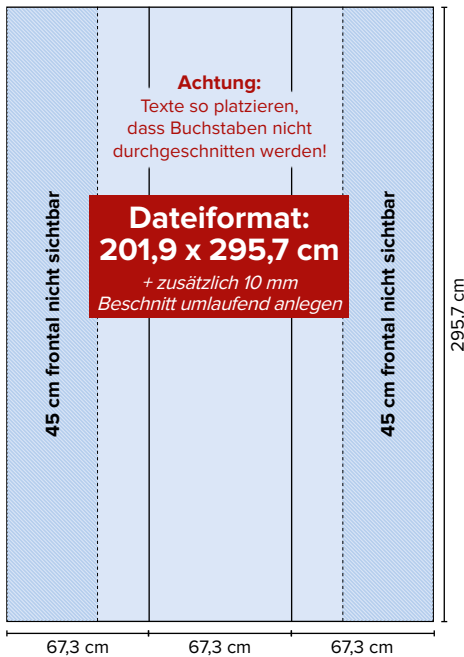 Achtung:
Texte so platzieren,
dass Buchstaben nicht
durchgeschnitten werden!
45 cm frontal nicht sichtbar
Dateiformat:
201,9 x 295,7 cm
+ zusätzlich 10 mm
Beschnitt umlaufend anlegen
45 cm frontal nicht sichtbar
295,7 cm
67,3 cm
67,3 cm
67,3 cm